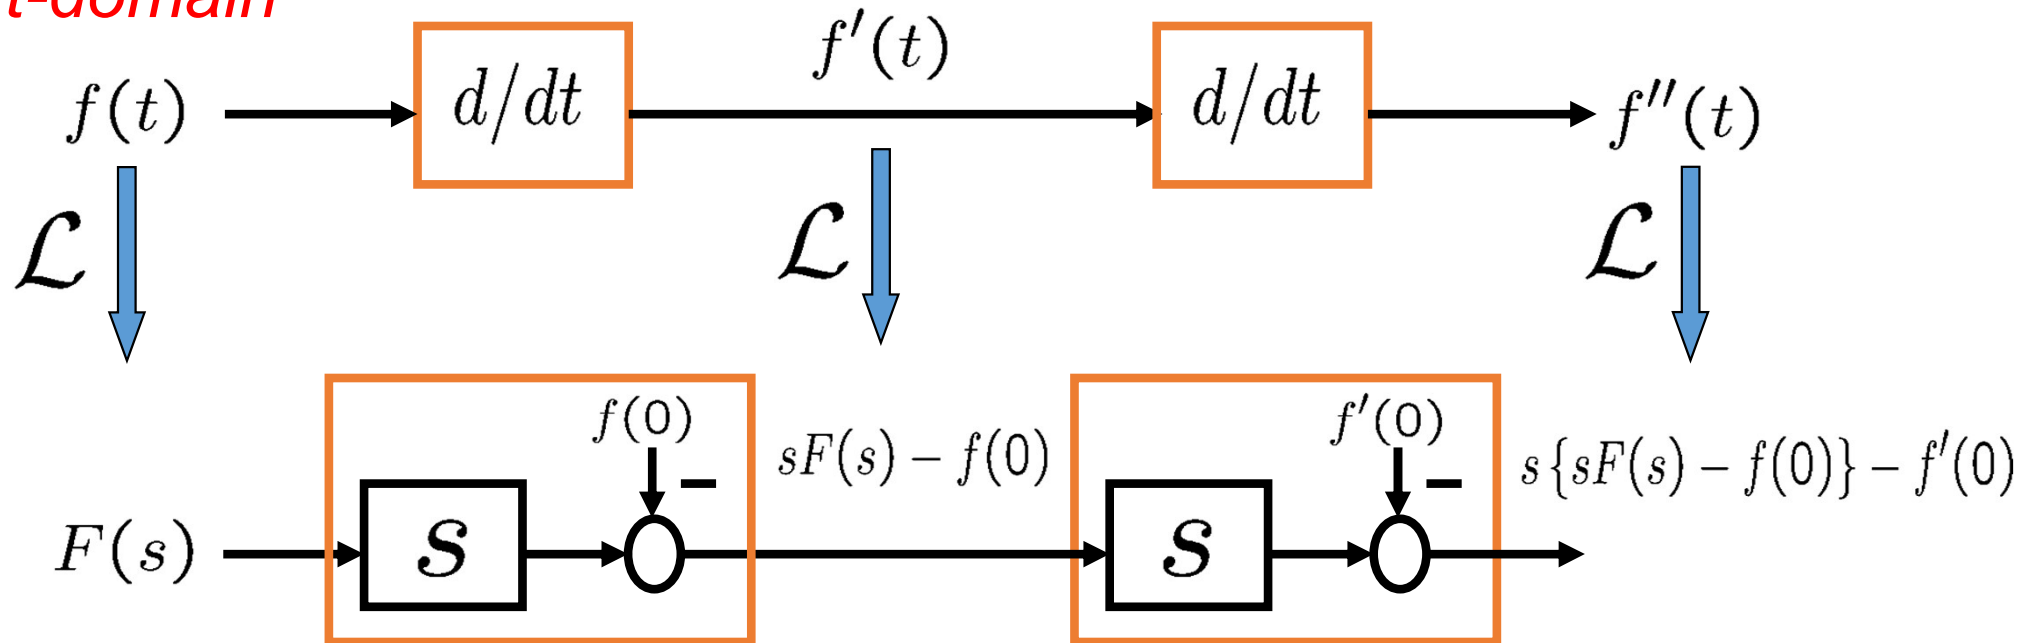 t-domain
f(t) d/dt f′(t) d/dt f″(t)
ℒ ℒ ℒ
f(0) f′(0)
sF(s) − f(0) s{sF(s) − f(0)} − f′(0)
− −
F(s) s s